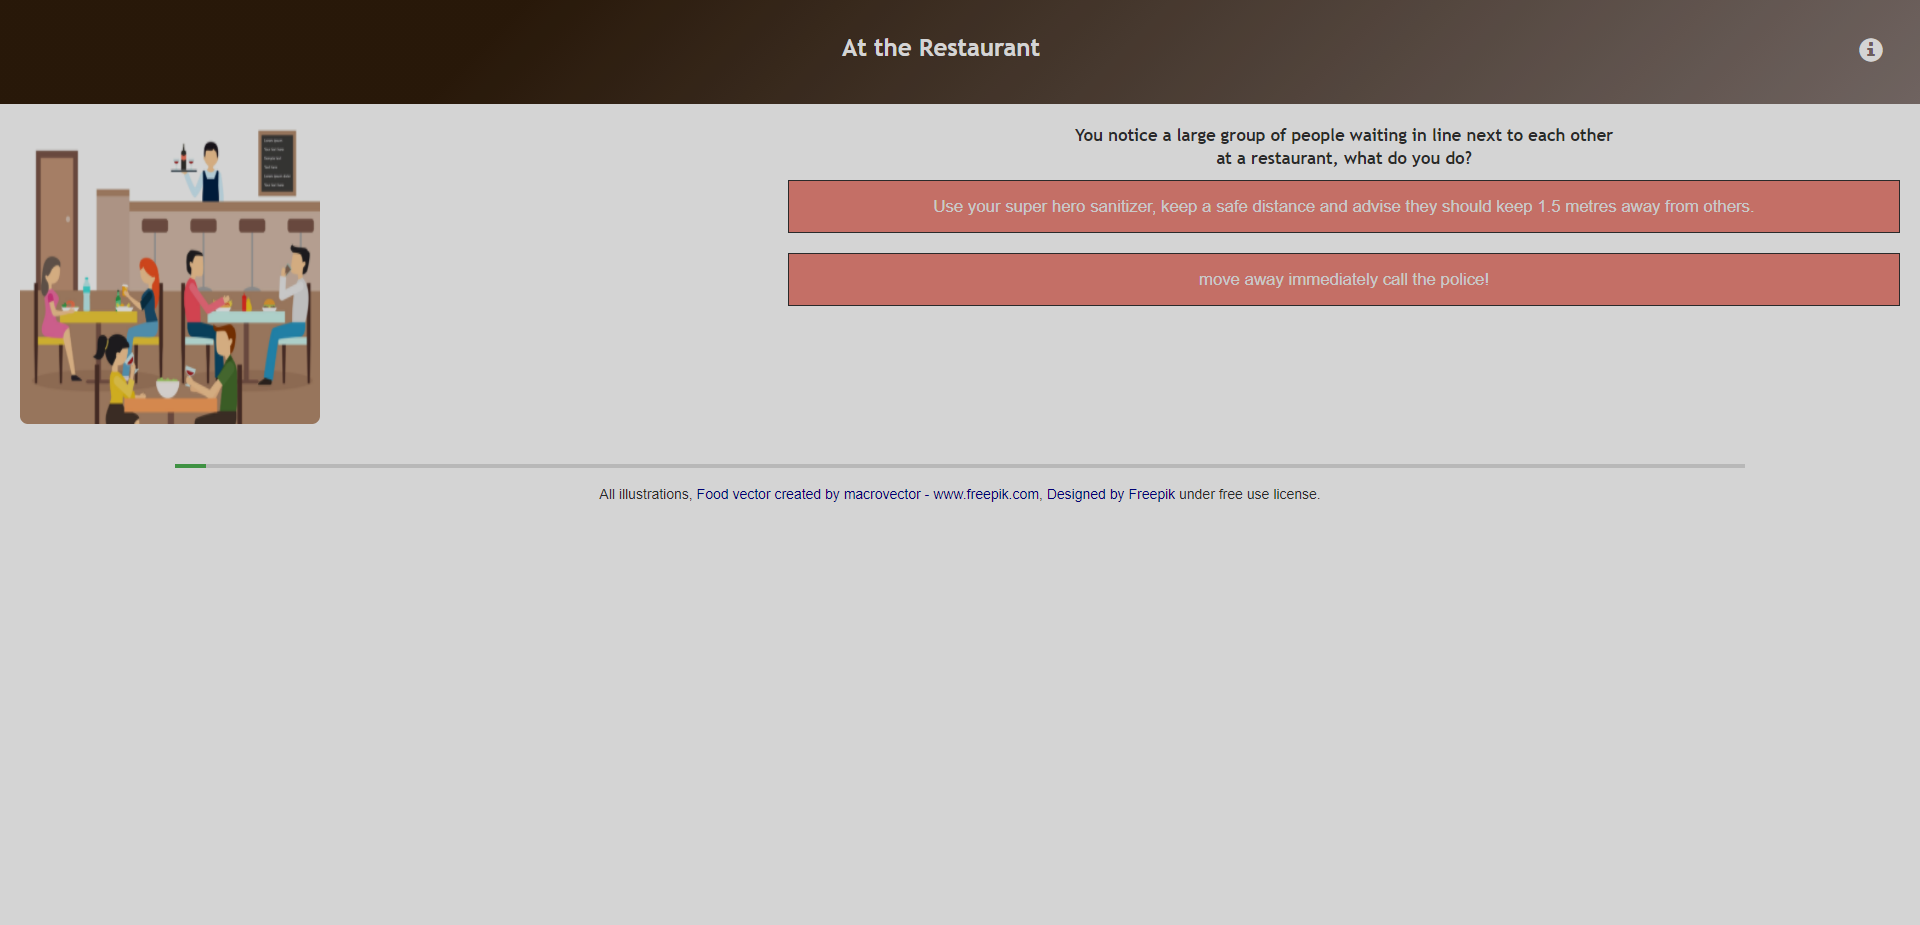 At the Restaurant
You notice a large group of people waiting in line next to each other
at a restaurant, what do you do?
Use your super hero sanitizer, keep a safe distance and advise they should keep 1.5 metres away from others.
move away immediately call the police!
All illustrations, Food vector created by macrovector - www.freepik.com, Designed by Freepik under free use license.